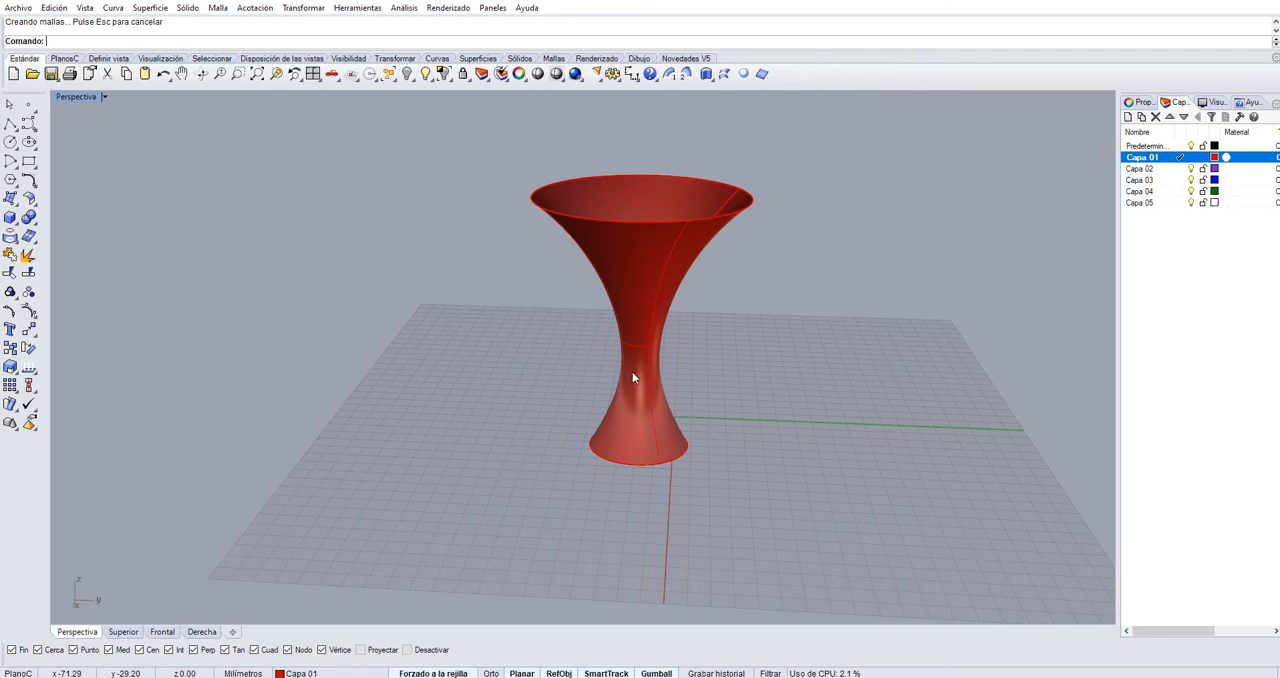 Archivo Edición Vista Curva Superficie Sólido Malla Acotación Transformar Herramientas Análisis Renderizado Paneles Ayuda
Creando mallas... Pulse Esc para cancelar
Comando:
Estándar PlanosC Definir vista Visualización Seleccionar Disposición de las vistas Visibilidad Transformar Curvas Superficies Sólidos Mallas Renderizado Dibujo Novedades V5
Perspectiva
Prop... Cap... Visu... Ayu...
Nombre Material
Predetermin...
Capa 01
Capa 02
Capa 03
Capa 04
Capa 05
z
y
x
Perspectiva Superior Frontal Derecha
Fin Cerca Punto Med Cen Int Perp Tan Cuad Nodo Vértice Proyectar Desactivar
PlanoC x -71.29 y -29.20 z 0.00 Milímetros Capa 01 Forzado a la rejilla Orto Planar RefObj SmartTrack Gumball Grabar historial Filtrar Uso de CPU: 2.1 %